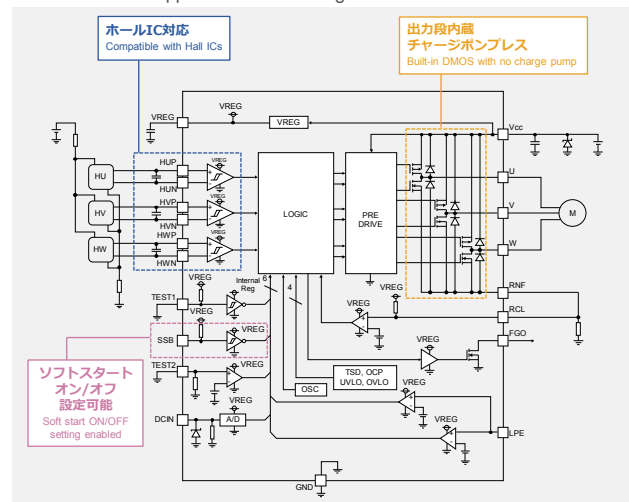 ホールIC対応
Compatible with Hall ICs
出力段内蔵
チャージポンプレス
Built-in DMOS with no charge pump
VREG
VREG
VREG
Vcc
HU
HUP
HUN
VREG
HV
HVP
HVN
VREG
HW
HWP
HWN
VREG
LOGIC
PRE
DRIVE
U
V
W
M
RNF
RCL
FGO
LPE
6
Internal
Reg
4
TEST1
VREG
VREG
SSB
VREG
VREG
TEST2
VREG
DCIN
VREG
A/D
OSC
TSD, OCP
UVLO, OVLO
VREG
VREG
VREG
VREG
GND
ソフトスタート
オン/オフ
設定可能
Soft start ON/OFF
setting enabled